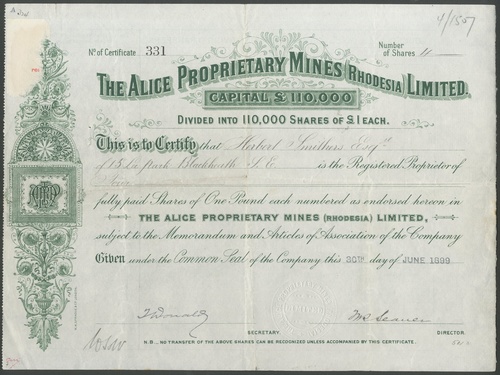 4/1557
No of Certificate 331
Number of Shares
THE ALICE PROPRIETARY MINES (RHODESIA) LIMITED.
CAPITAL £110,000
DIVIDED INTO 110,000 SHARES OF £1 EACH.
This is to Certify that Herbert Smithers Esqre
of 15 Blackheath S.E. is the Registered Proprietor of
fully paid Shares of One Pound each numbered as endorsed hereon in
THE ALICE PROPRIETARY MINES (RHODESIA) LIMITED,
subject to the Memorandum and Articles of Association of the Company
Given under the Common Seal of the Company this 30TH day of JUNE 1899
SECRETARY.
DIRECTOR.
N.B._ NO TRANSFER OF THE ABOVE SHARES CAN BE RECOGNIZED UNLESS ACCOMPANIED BY THIS CERTIFICATE.